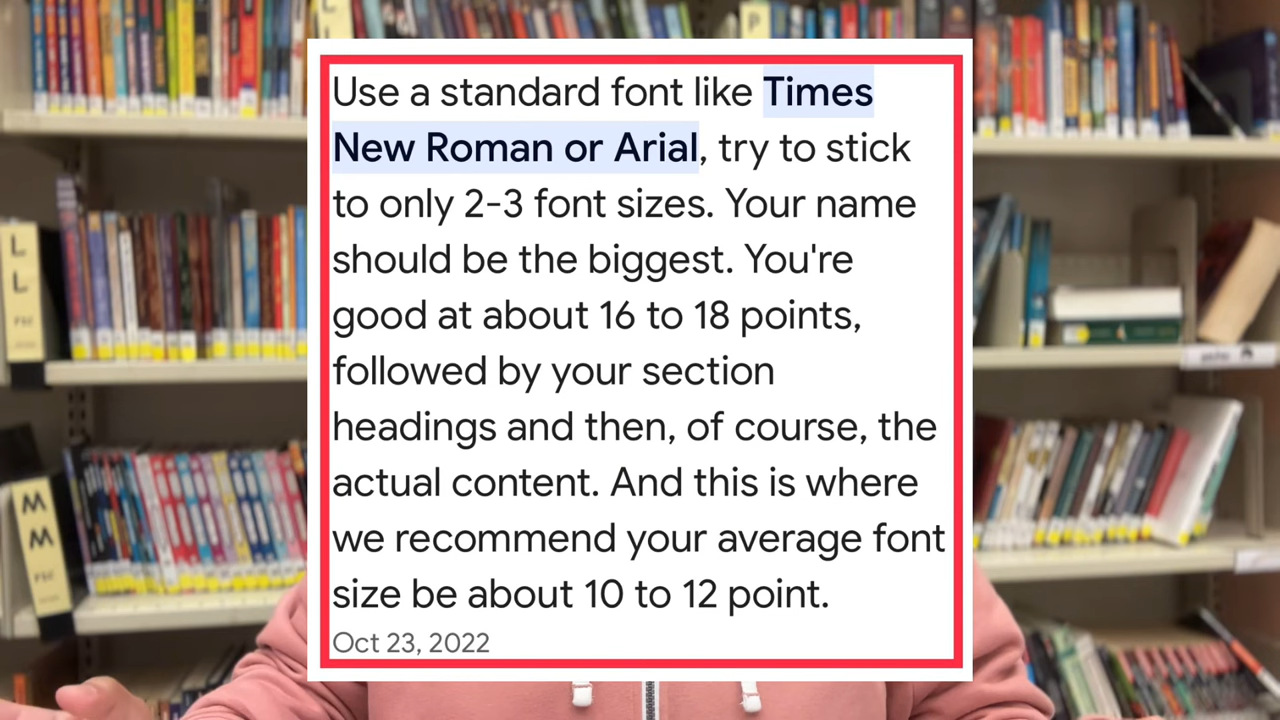 L
P
Use a standard font like Times
New Roman or Arial, try to stick
to only 2-3 font sizes. Your name
should be the biggest. You're
good at about 16 to 18 points,
followed by your section
headings and then, of course, the
actual content. And this is where
we recommend your average font
size be about 10 to 12 point.
Oct 23, 2022
L
L
M
M